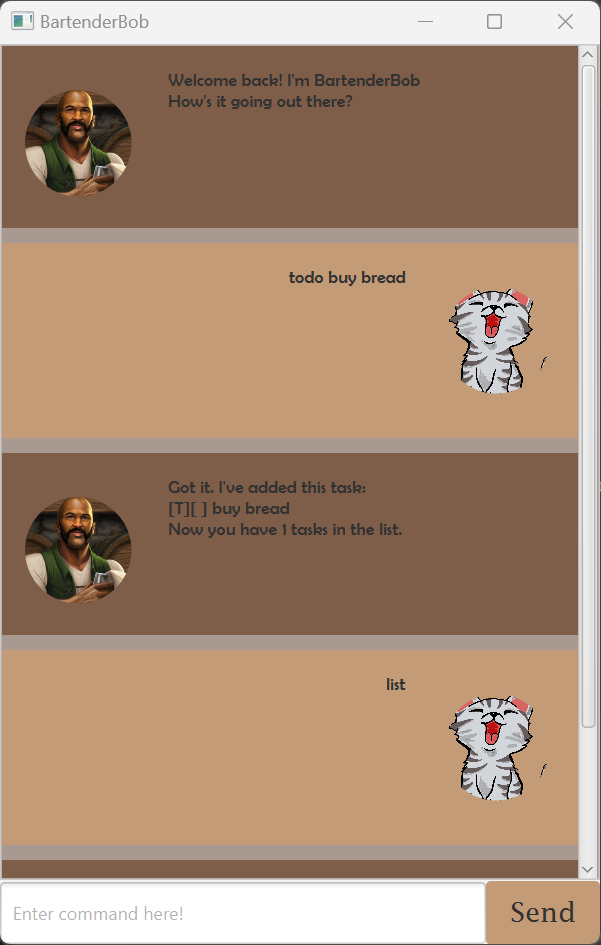 BartenderBob
Welcome back! I'm BartenderBob
How's it going out there?
todo buy bread
Got it. I've added this task:
[T][ ] buy bread
Now you have 1 tasks in the list.
list
Enter command here!
Send